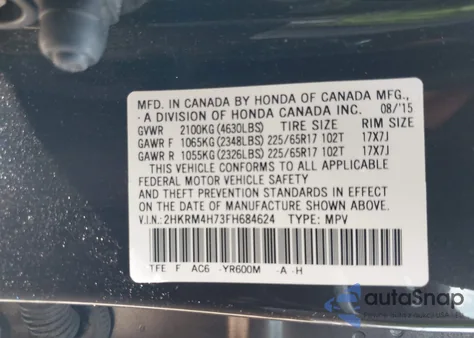 MFD. IN CANADA BY HONDA OF CANADA MFG.,
A DIVISION OF HONDA CANADA INC. 08/'15
GVWR 2100KG (4630LBS) TIRE SIZE RIM SIZE
GAWR F 1065KG (2348LBS) 225/65R17 102T 17X7J
GAWR R 1055KG (2326LBS) 225/65R17 102T 17X7J
THIS VEHICLE CONFORMS TO ALL APPLICABLE
FEDERAL MOTOR VEHICLE SAFETY
AND THEFT PREVENTION STANDARDS IN EFFECT
ON THE DATE OF MANUFACTURE SHOWN ABOVE.
V.I.N.: 2HKRM4H73FH684624 TYPE: MPV
TFE F AC6 -YR600M -A -H
autoSnap